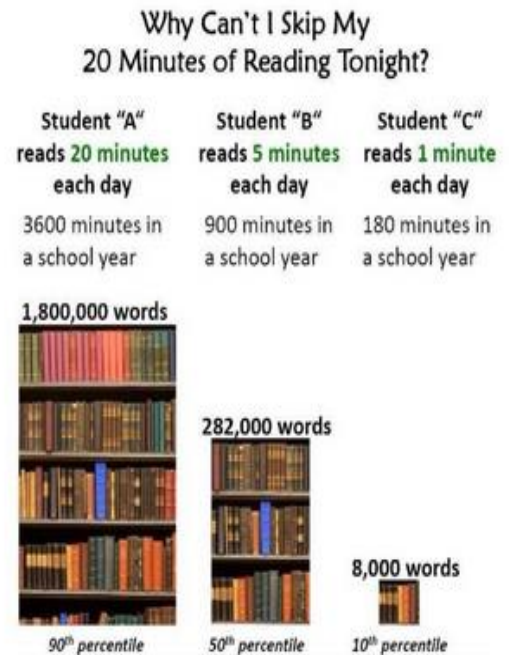 Why Can't I Skip My
20 Minutes of Reading Tonight?
Student "A"
reads 20 minutes
each day
3600 minutes in
a school year
1,800,000 words
90th percentile
Student "B"
reads 5 minutes
each day
900 minutes in
a school year
282,000 words
50th percentile
Student "C"
reads 1 minute
each day
180 minutes in
a school year
8,000 words
10th percentile